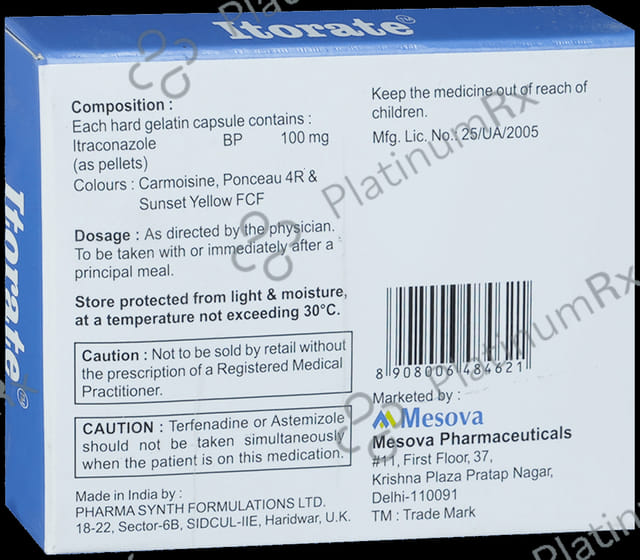 Itorate™
Itorate™
Composition :
Each hard gelatin capsule contains :
Itraconazole BP 100 mg
(as pellets)
Colours : Carmoisine, Ponceau 4R &
Sunset Yellow FCF
Dosage : As directed by the physician.
To be taken with or immediately after a
principal meal.
Store protected from light & moisture,
at a temperature not exceeding 30°C.
Caution : Not to be sold by retail without
the prescription of a Registered Medical
Practitioner.
CAUTION : Terfenadine or Astemizole
should not be taken simultaneously
when the patient is on this medication.
Made in India by :
PHARMA SYNTH FORMULATIONS LTD.
18-22, Sector-6B, SIDCUL-IIE, Haridwar, U.K.
Keep the medicine out of reach of
children.
Mfg. Lic. No.: 25/UA/2005
8 908006 484621
Marketed by :
Mesova
Mesova Pharmaceuticals
#11, First Floor, 37,
Krishna Plaza Pratap Nagar,
Delhi-110091
TM : Trade Mark
PlatinumRx
PlatinumRx
PlatinumRx
PlatinumRx